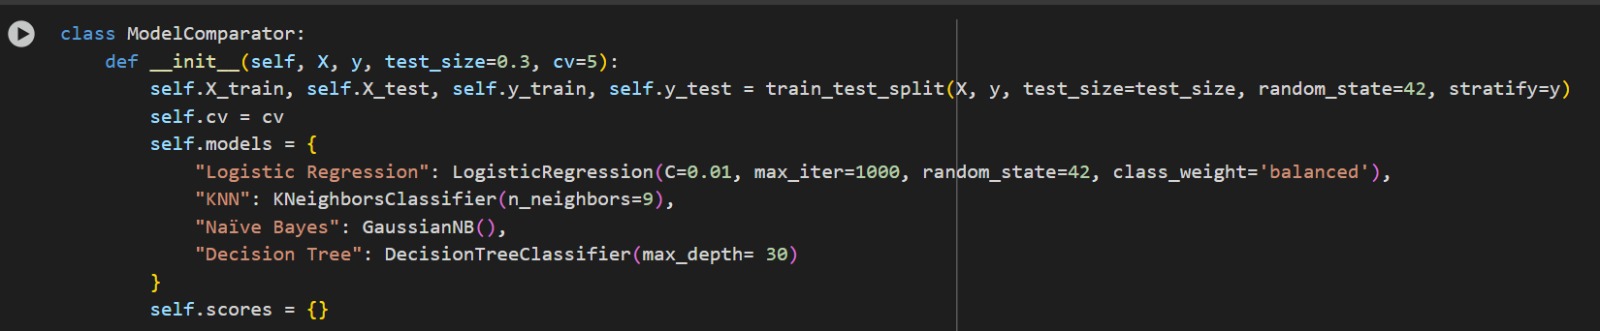 class ModelComparator:
    def __init__(self, X, y, test_size=0.3, cv=5):
        self.X_train, self.X_test, self.y_train, self.y_test = train_test_split(X, y, test_size=test_size, random_state=42, stratify=y)
        self.cv = cv
        self.models = {
            "Logistic Regression": LogisticRegression(C=0.01, max_iter=1000, random_state=42, class_weight='balanced'),
            "KNN": KNeighborsClassifier(n_neighbors=9),
            "Naïve Bayes": GaussianNB(),
            "Decision Tree": DecisionTreeClassifier(max_depth= 30)
        }
        self.scores = {}